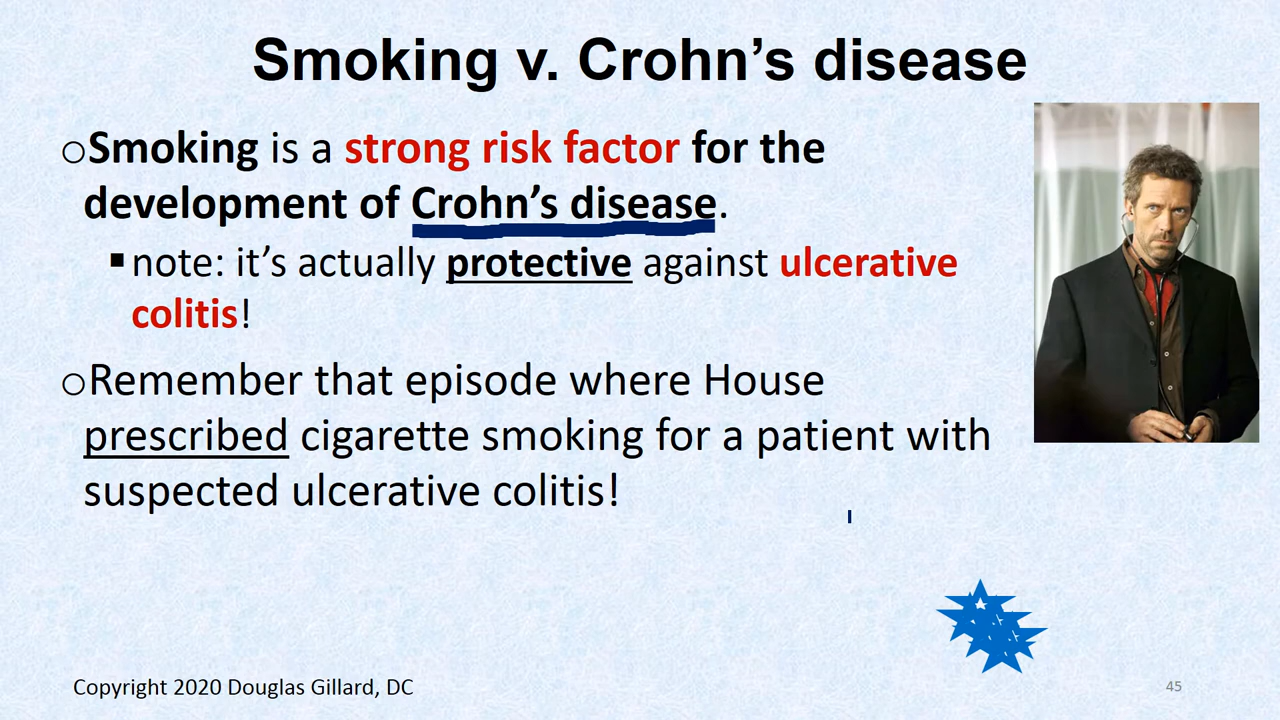 Smoking v. Crohn’s disease
oSmoking is a strong risk factor for the
development of Crohn’s disease.
▪note: it’s actually protective against ulcerative
colitis!
oRemember that episode where House
prescribed cigarette smoking for a patient with
suspected ulcerative colitis!
Copyright 2020 Douglas Gillard, DC
45